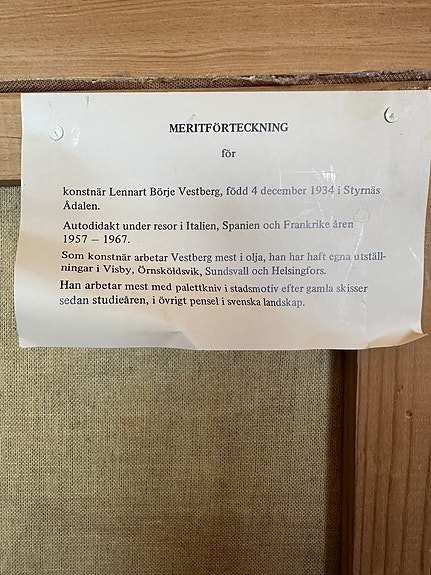 MERITFÖRTECKNING
för
konstnär Lennart Börje Vestberg, född 4 december 1934 i Styrnäs
Ådalen.
Autodidakt under resor i Italien, Spanien och Frankrike åren
1957 – 1967.
Som konstnär arbetar Vestberg mest i olja, han har haft egna utställ-
ningar i Visby, Örnsköldsvik, Sundsvall och Helsingfors.
Han arbetar mest med palettkniv i stadsmotiv efter gamla skisser
sedan studieåren, i övrigt pensel i svenska landskap.